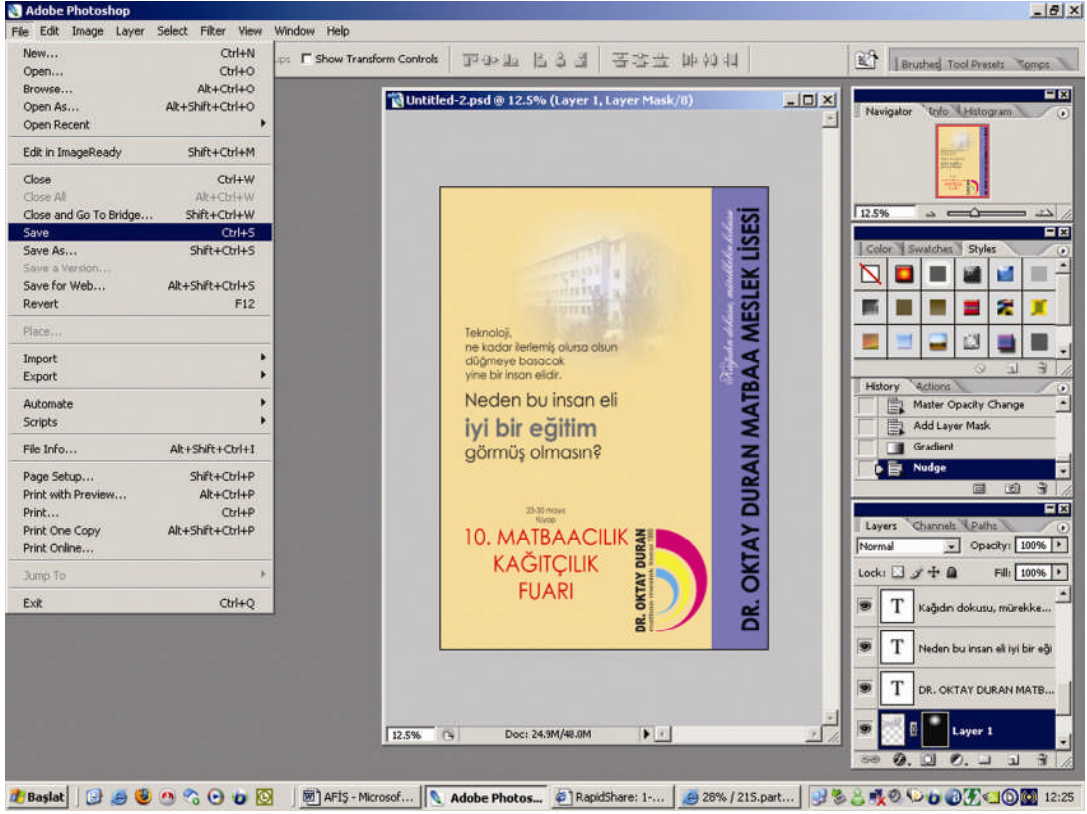 Adobe Photoshop
File Edit Image Layer Select Filter View Window Help
New... Ctrl+N
Open... Ctrl+O
Browse... Alt+Ctrl+O
Open As... Alt+Shift+Ctrl+O
Open Recent
Edit in ImageReady Shift+Ctrl+M
Close Ctrl+W
Close All Alt+Ctrl+W
Close and Go To Bridge... Shift+Ctrl+W
Save Ctrl+S
Save As... Shift+Ctrl+S
Save a Version...
Save for Web... Alt+Shift+Ctrl+S
Revert F12
Place...
Import
Export
Automate
Scripts
File Info... Alt+Shift+Ctrl+I
Page Setup... Shift+Ctrl+P
Print with Preview... Alt+Ctrl+P
Print... Ctrl+P
Print One Copy Alt+Shift+Ctrl+P
Print Online...
Jump To
Exit Ctrl+Q
Show Transform Controls
Brushes Tool Presets Comps
Untitled-2.psd @ 12.5% (Layer 1, Layer Mask/8)
Teknoloji,
ne kadar ilerlemiş olursa olsun
düğmeye basacak
yine bir insan elidir.
Neden bu insan eli
iyi bir eğitim
görmüş olmasın?
23-30 mayıs
tüyap
10. MATBAACILIK
KAĞITÇILIK
FUARI
DR. OKTAY DURAN
Kağıdın dokusu, mürekkebin kokusu
DR. OKTAY DURAN MATBAA MESLEK LİSESİ
12.5% Doc: 24.9M/48.0M
Navigator Info Histogram
12.5%
Color Swatches Styles
History Actions
Master Opacity Change
Add Layer Mask
Gradient
Nudge
Layers Channels Paths
Normal Opacity: 100%
Lock: Fill: 100%
T Kağıdın dokusu, mürekke...
T Neden bu insan eli iyi bir eği
T DR. OKTAY DURAN MATB...
Layer 1
Başlat AFİŞ - Microsof... Adobe Photos... RapidShare: 1-... 28% / 215.part... 12:25